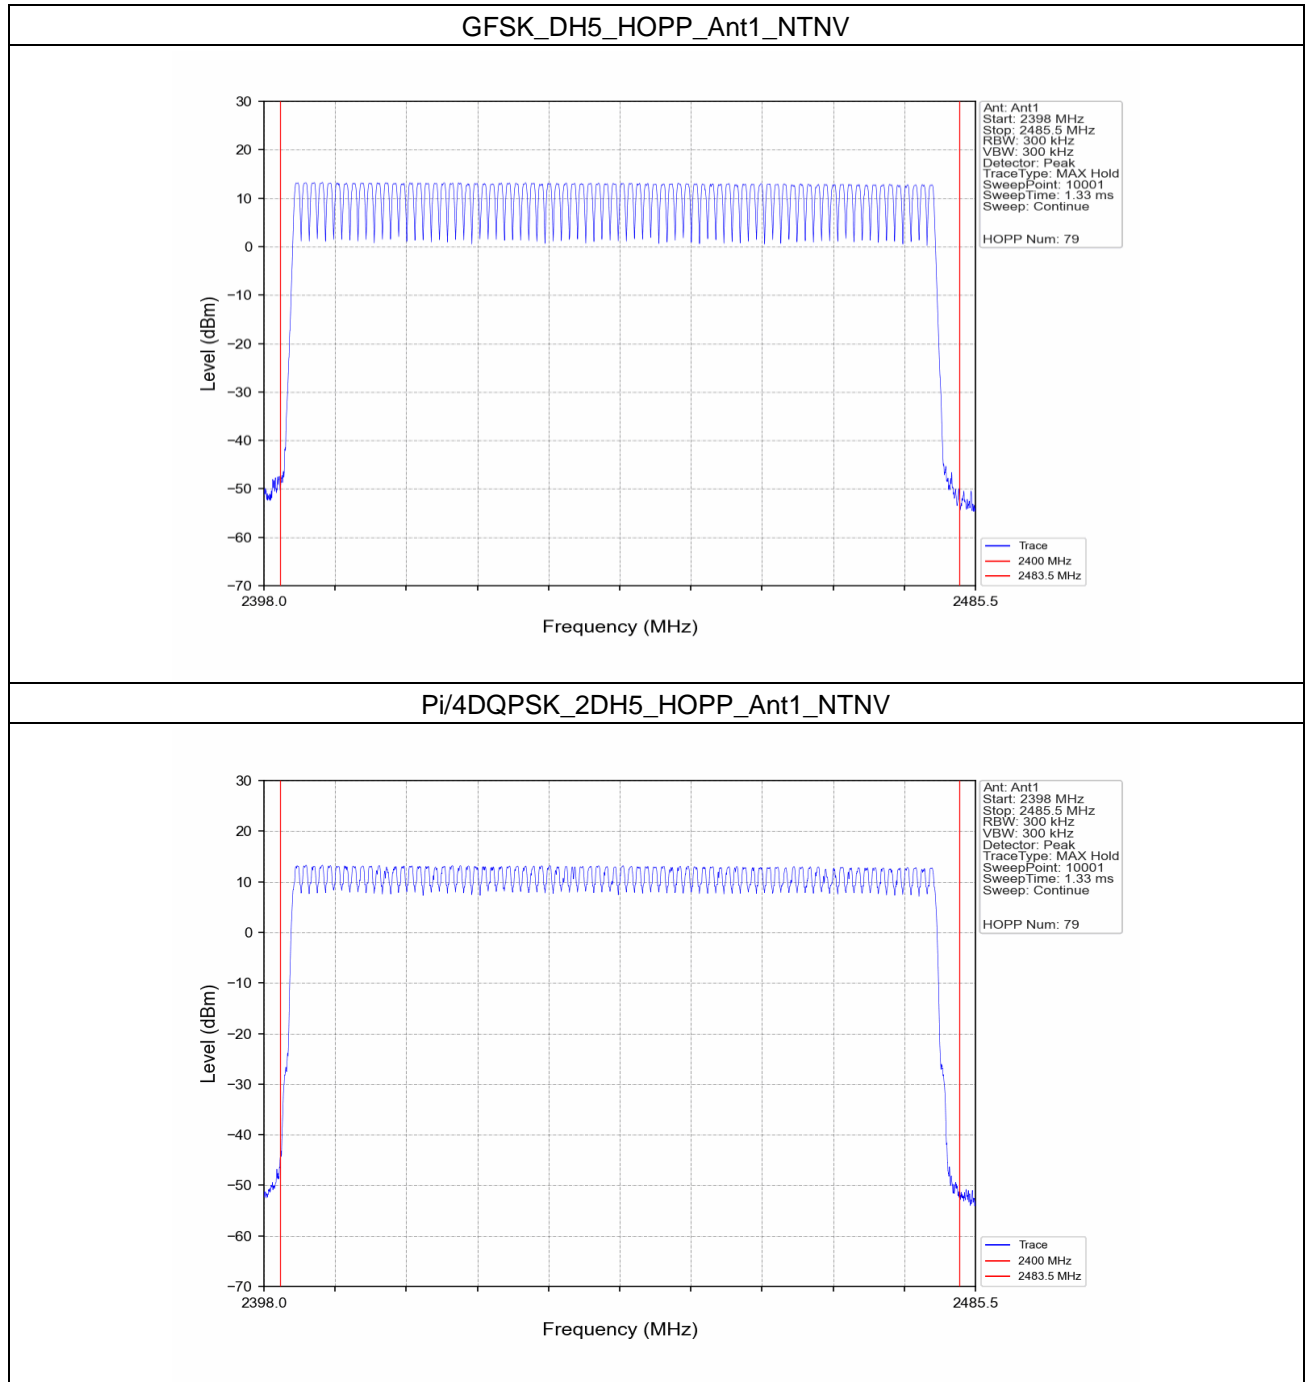 GFSK_DH5_HOPP_Ant1_NTNV
30
20
10
0
−10
−20
−30
−40
−50
−60
−70
Level (dBm)
2398.0
2485.5
Frequency (MHz)
Ant: Ant1
Start: 2398 MHz
Stop: 2485.5 MHz
RBW: 300 kHz
VBW: 300 kHz
Detector: Peak
TraceType: MAX Hold
SweepPoint: 10001
SweepTime: 1.33 ms
Sweep: Continue
HOPP Num: 79
Trace
2400 MHz
2483.5 MHz
Pi/4DQPSK_2DH5_HOPP_Ant1_NTNV
30
20
10
0
−10
−20
−30
−40
−50
−60
−70
Level (dBm)
2398.0
2485.5
Frequency (MHz)
Ant: Ant1
Start: 2398 MHz
Stop: 2485.5 MHz
RBW: 300 kHz
VBW: 300 kHz
Detector: Peak
TraceType: MAX Hold
SweepPoint: 10001
SweepTime: 1.33 ms
Sweep: Continue
HOPP Num: 79
Trace
2400 MHz
2483.5 MHz